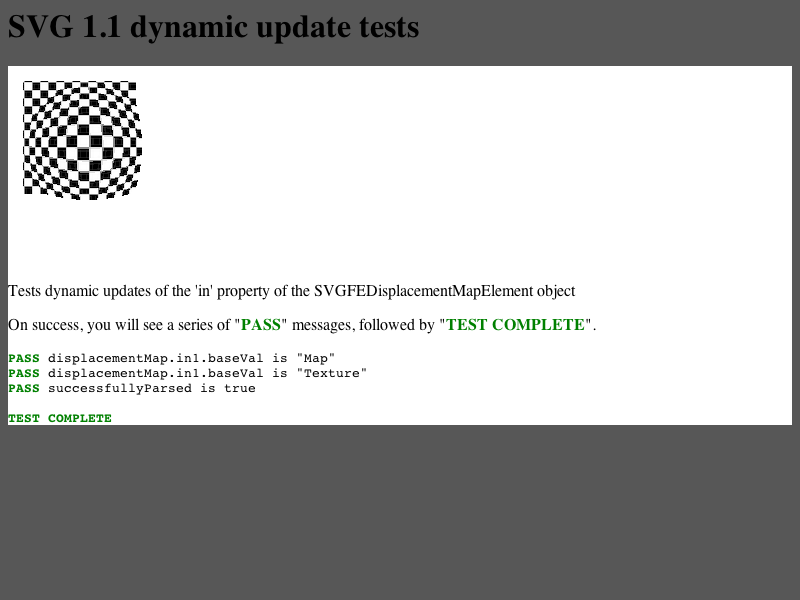 SVG 1.1 dynamic update tests
Tests dynamic updates of the 'in' property of the SVGFEDisplacementMapElement object
On success, you will see a series of "PASS" messages, followed by "TEST COMPLETE".
PASS displacementMap.in1.baseVal is "Map"
PASS displacementMap.in1.baseVal is "Texture"
PASS successfullyParsed is true
TEST COMPLETE